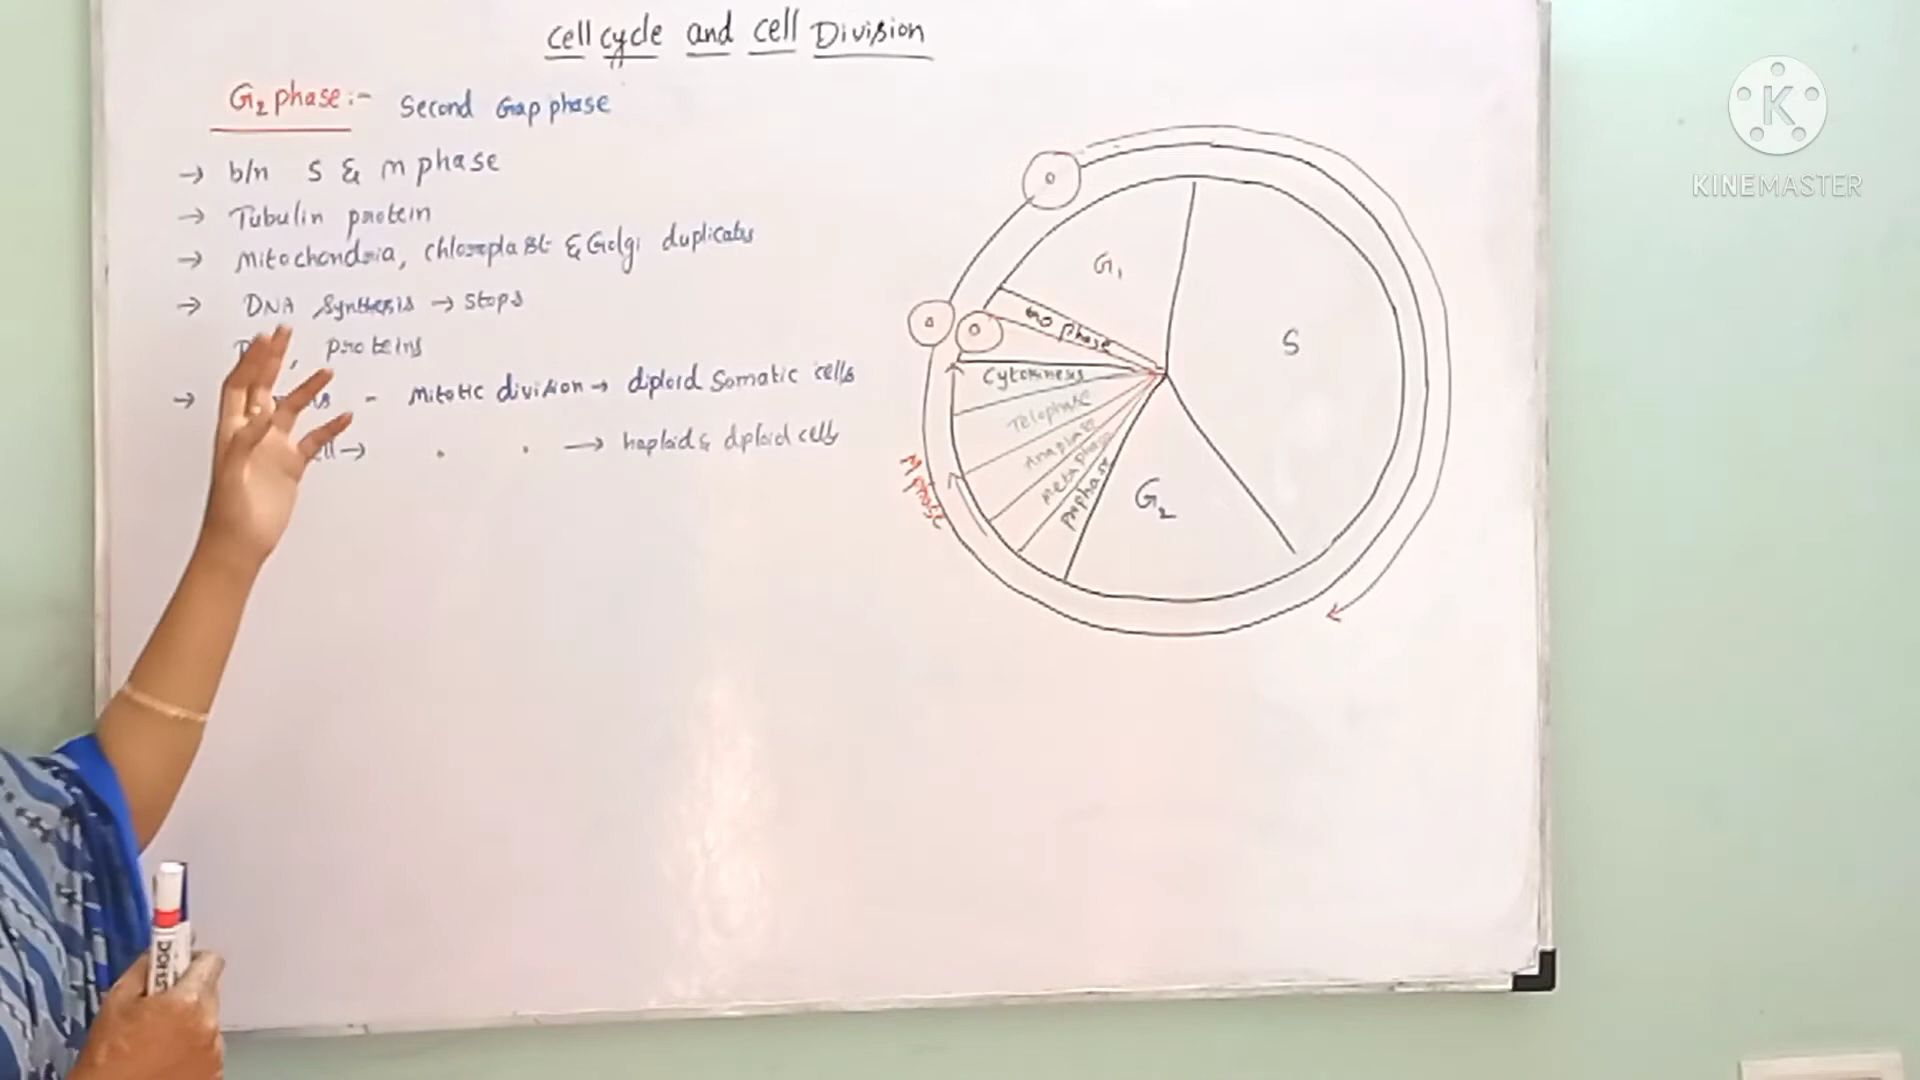 Cell cycle and cell Division
G₂ phase:- Second Gap phase
→ b/n S & m phase
→ Tubulin protein
→ Mitochondria, chloroplast & Golgi duplicates
→ DNA synthesis → stops
, proteins
→ - Mitotic division → diploid Somatic cells
→ . . → haploid & diploid cells
G₁
Go phase
S
Cytokinesis
Telophase
Anaphase
Metaphase
prophase
G₂
M phase
K
KINEMASTER